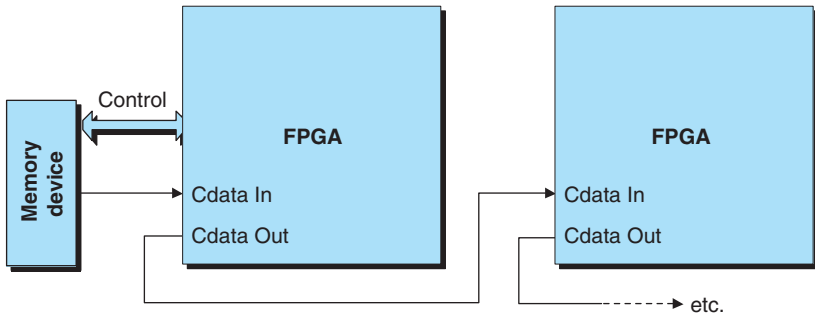 Control
Memory
device
FPGA
Cdata In
Cdata Out
FPGA
Cdata In
Cdata Out
etc.